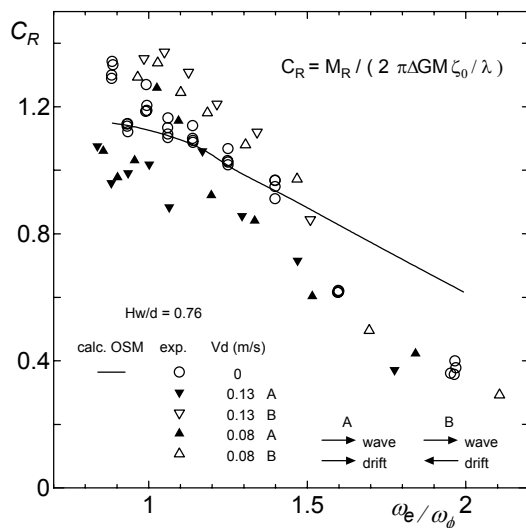 C_R
C_R = M_R / ( 2 πΔGM ζ_0 / λ )
1.2
0.8
0.4
0
Hw/d = 0.76
calc. OSM exp. Vd (m/s)
0
0.13 A
0.13 B
0.08 A
0.08 B
A B
wave wave
drift drift
1 1.5 2
ω_e / ω_ϕ